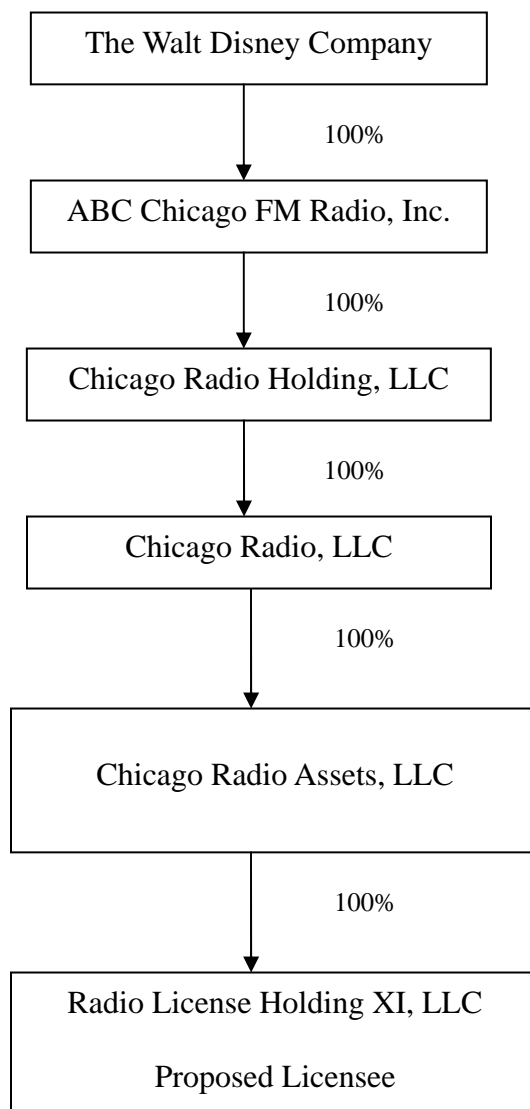 The Walt Disney Company
100%
ABC Chicago FM Radio, Inc.
100%
Chicago Radio Holding, LLC
100%
Chicago Radio, LLC
100%
Chicago Radio Assets, LLC
100%
Radio License Holding XI, LLC
Proposed Licensee